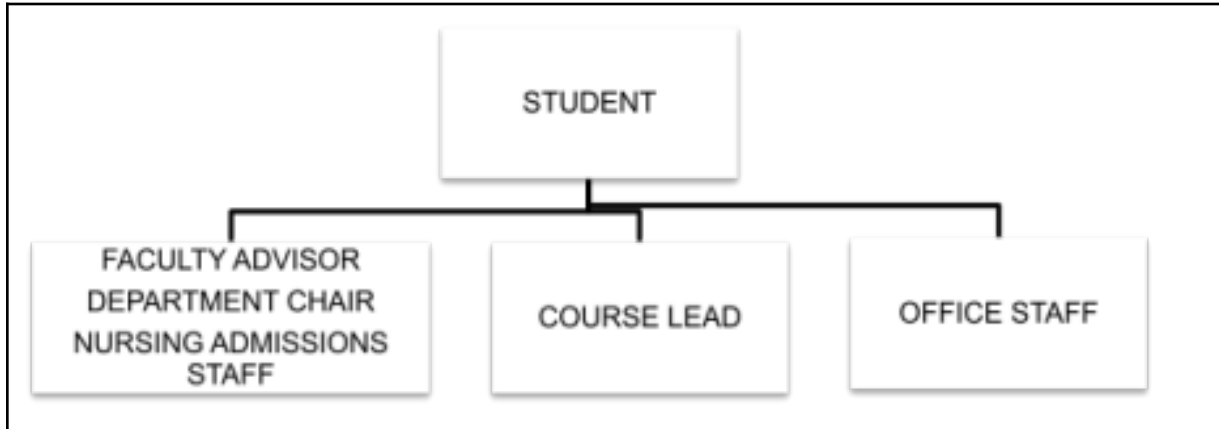 STUDENT
FACULTY ADVISOR
DEPARTMENT CHAIR
NURSING ADMISSIONS
STAFF
COURSE LEAD
OFFICE STAFF